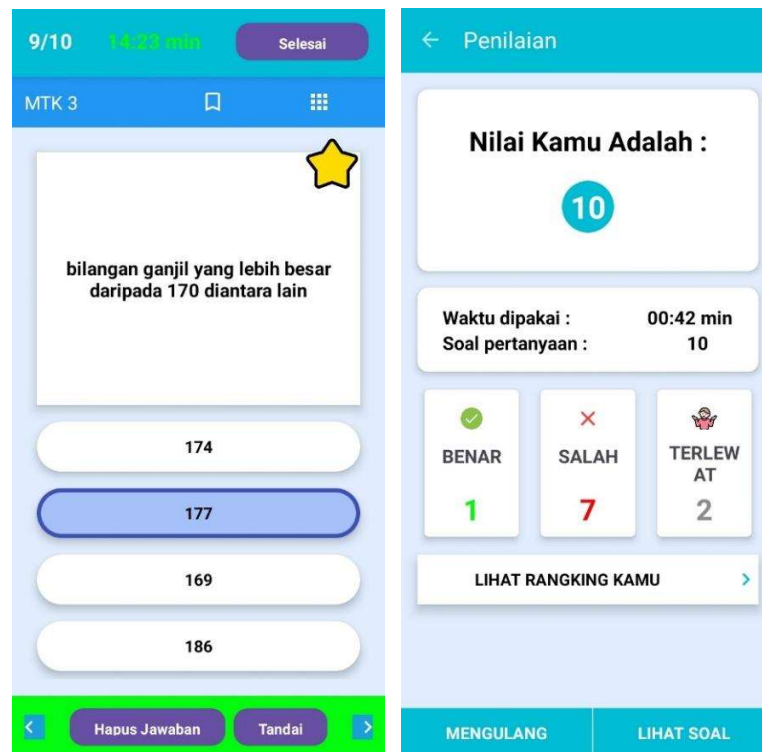 9/10 14:23 min Selesai
MTK 3
bilangan ganjil yang lebih besar
daripada 170 diantara lain
174
177
169
186
Hapus Jawaban Tandai
Penilaian
Nilai Kamu Adalah :
10
Waktu dipakai : 00:42 min
Soal pertanyaan : 10
BENAR SALAH TERLEW
AT
1 7 2
LIHAT RANGKING KAMU
MENGULANG LIHAT SOAL